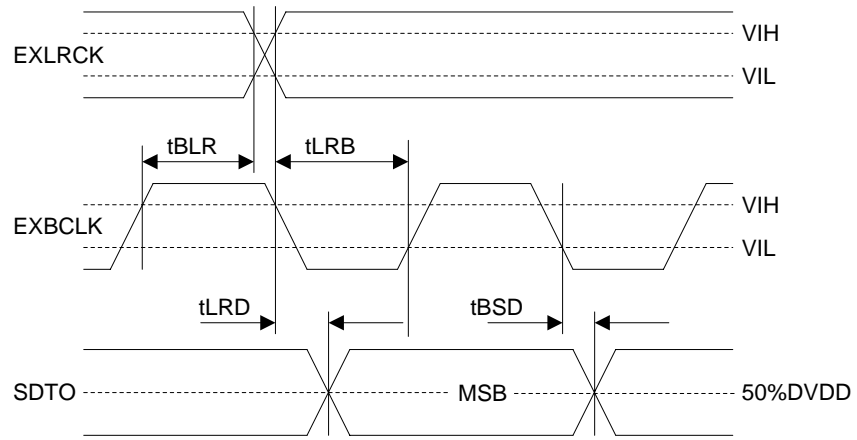 EXLRCK
VIH
VIL
tBLR
tLRB
EXBCLK
VIH
VIL
tLRD
tBSD
SDTO
MSB
50%DVDD